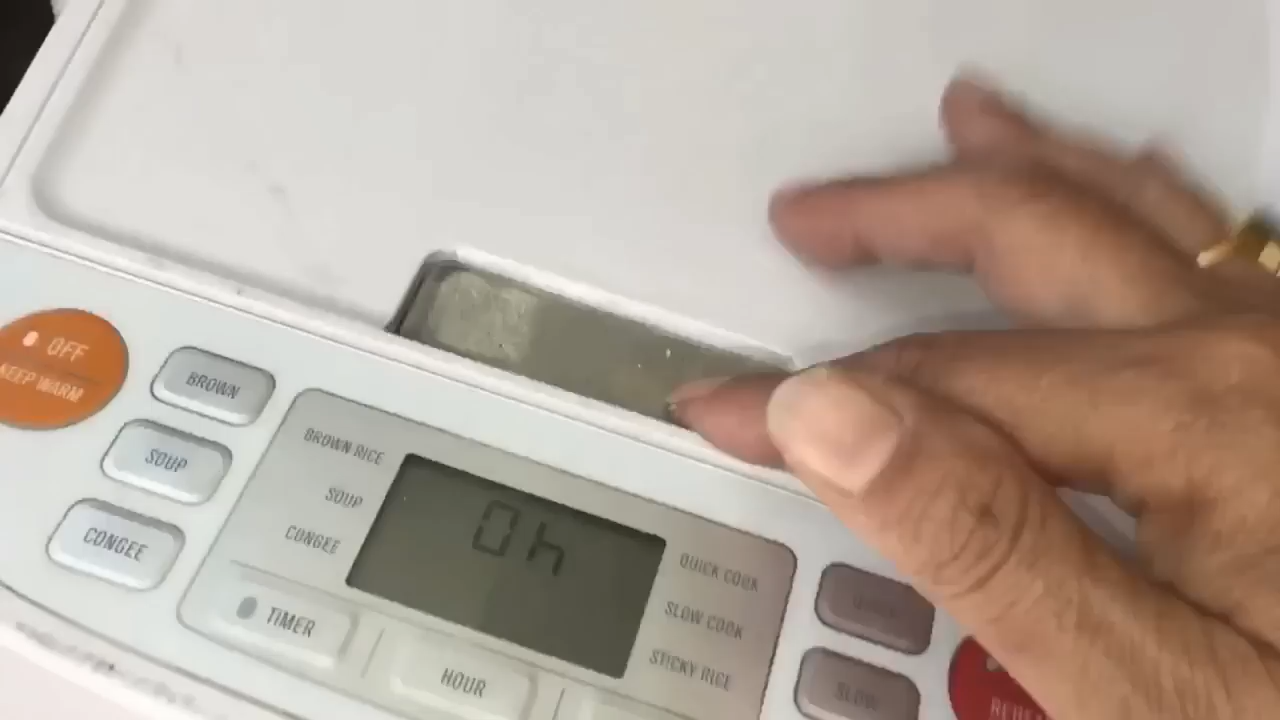 OFF
KEEP WARM
BROWN
SOUP
CONGEE
BROWN RICE
SOUP
CONGEE
0h
QUICK COOK
SLOW COOK
STICKY RICE
TIMER
HOUR
SLOW